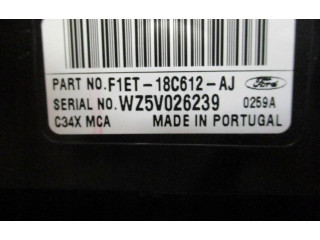 PART NO. F1ET-18C612-AJ Ford
SERIAL NO. WZ5V026239 0259A
C34X MCA MADE IN PORTUGAL